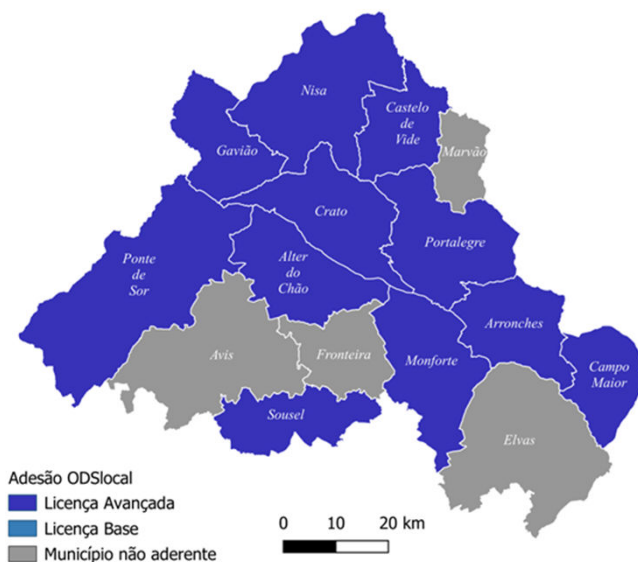 Nisa
Castelo
de
Vide
Gavião
Marvão
Crato
Portalegre
Ponte
de
Sor
Alter
do
Chão
Arronches
Avis
Fronteira
Monforte
Campo
Maior
Sousel
Elvas
Adesão ODSlocal
Licença Avançada
Licença Base
Município não aderente
0 10 20 km